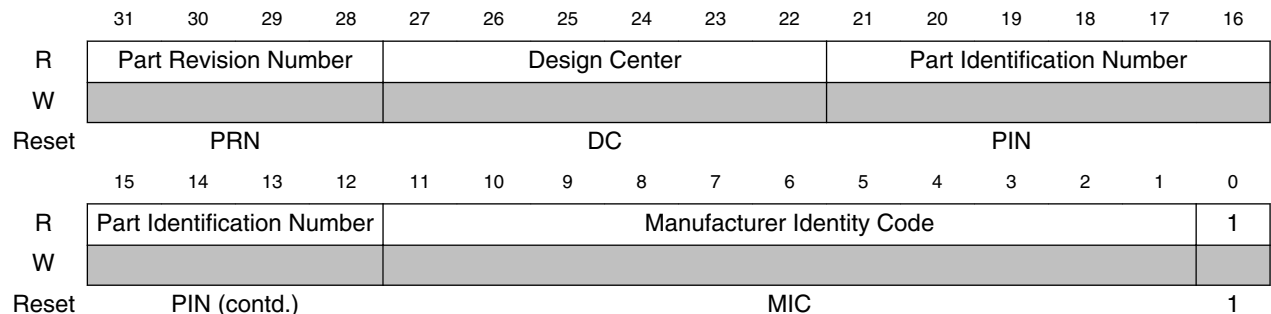 31 30 29 28 27 26 25 24 23 22 21 20 19 18 17 16
R Part Revision Number Design Center Part Identification Number
W
Reset PRN DC PIN
15 14 13 12 11 10 9 8 7 6 5 4 3 2 1 0
R Part Identification Number Manufacturer Identity Code 1
W
Reset PIN (contd.) MIC 1